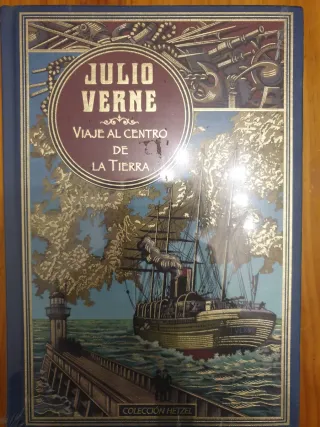 JULIO
VERNE
VIAJE AL CENTRO
DE
LA TIERRA
COLECCIÓN HETZEL